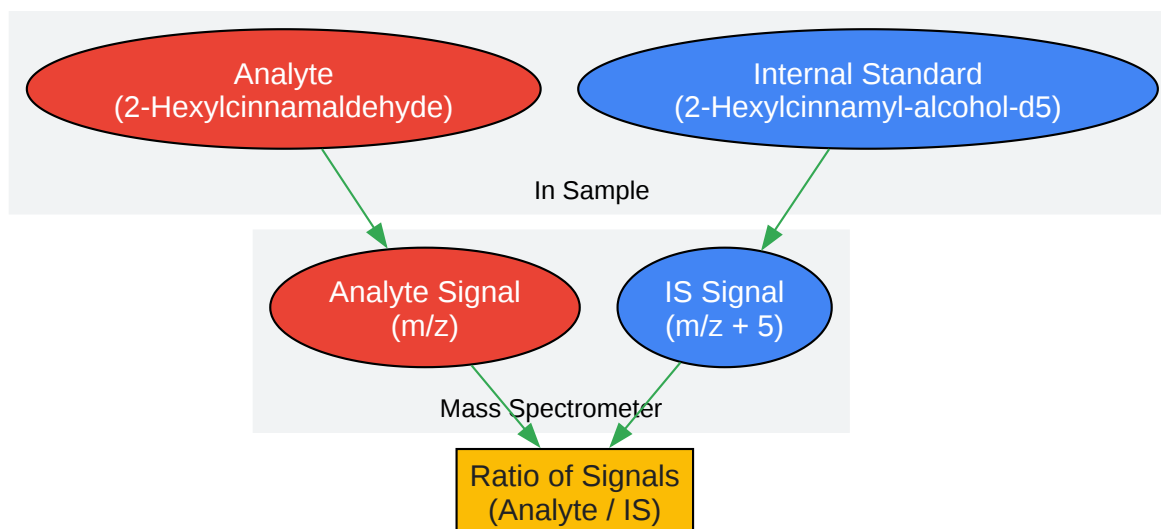 Analyte
(2-Hexylcinnamaldehyde)
Internal Standard
(2-Hexylcinnamyl-alcohol-d5)
In Sample
Analyte Signal
(m/z)
IS Signal
(m/z + 5)
Mass Spectrometer
Ratio of Signals
(Analyte / IS)